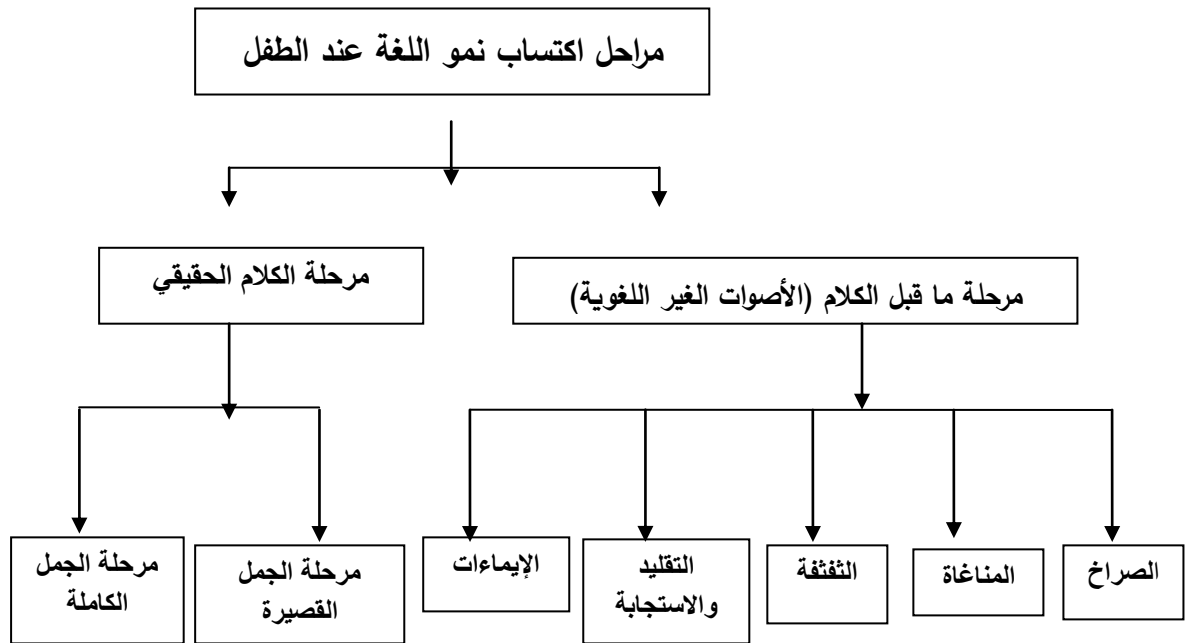 مراحل اكتساب نمو اللغة عند الطفل
مرحلة ما قبل الكلام (الأصوات الغير اللغوية)
مرحلة الكلام الحقيقي
الصراخ
المناغاة
الثفثفة
التقليد
والاستجابة
الإيماءات
مرحلة الجمل
القصيرة
مرحلة الجمل
الكاملة